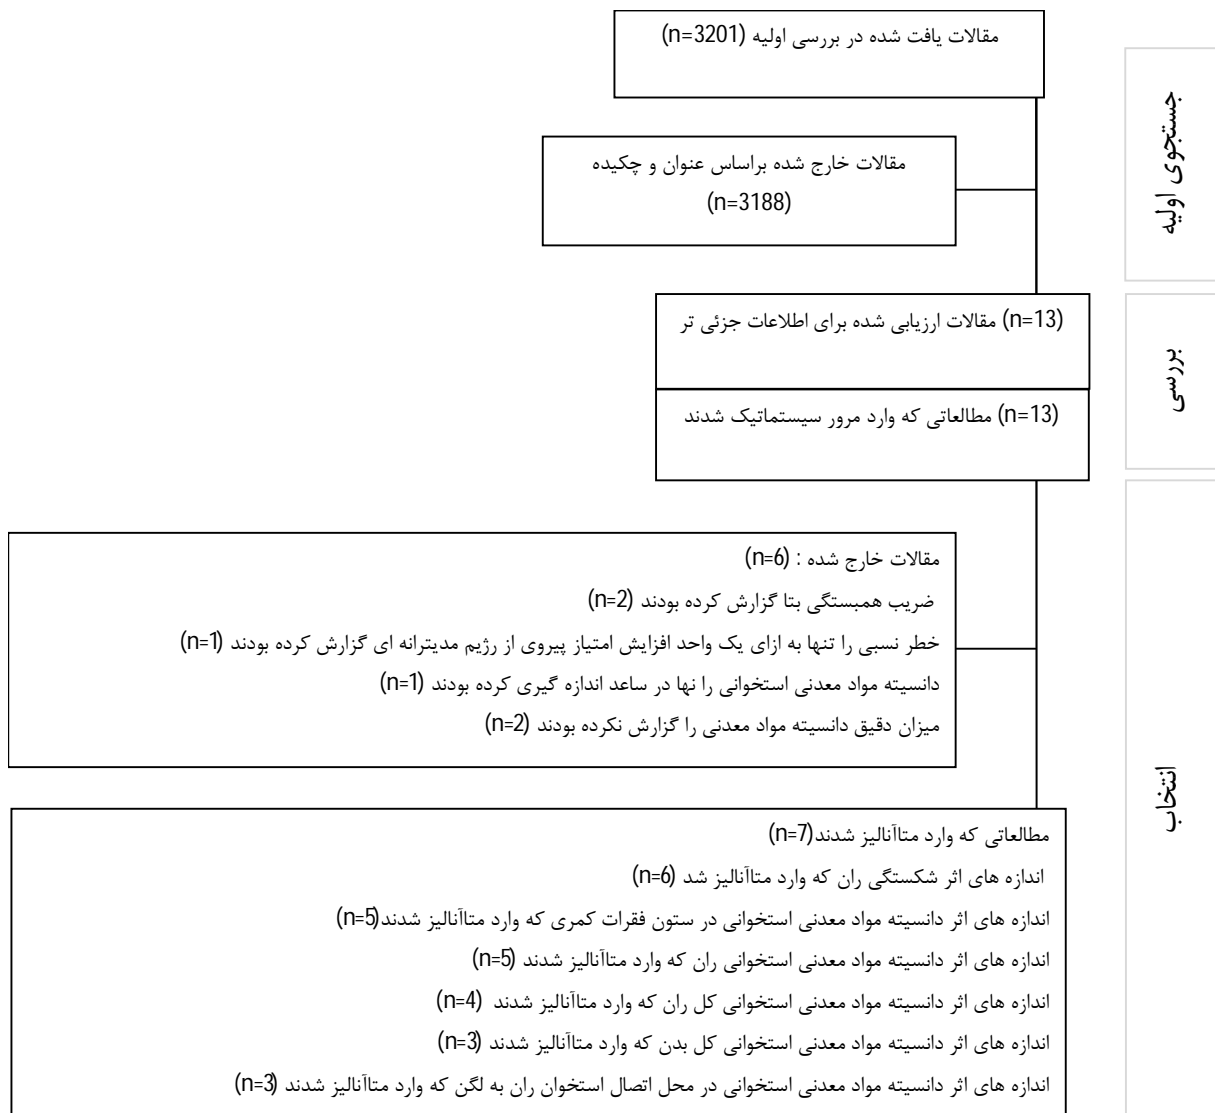 مقالات یافت شده در بررسی اولیه (n=3201)
جستجوی اولیه
مقالات خارج شده براساس عنوان و چکیده
(n=3188)
(n=13) مقالات ارزیابی شده برای اطلاعات جزئی تر
بررسی
(n=13) مطالعاتی که وارد مرور سیستماتیک شدند
مقالات خارج شده : (n=6)
ضریب همبستگی بتا گزارش کرده بودند (n=2)
خطر نسبی را تنها به ازای یک واحد افزایش امتیاز پیروی از رژیم مدیترانه ای گزارش کرده بودند (n=1)
دانسیته مواد معدنی استخوانی را نها در ساعد اندازه گیری کرده بودند (n=1)
میزان دقیق دانسیته مواد معدنی را گزارش نکرده بودند (n=2)
انتخاب
مطالعاتی که وارد متاآنالیز شدند(n=7)
اندازه های اثر شکستگی ران که وارد متاآنالیز شد (n=6)
اندازه های اثر دانسیته مواد معدنی استخوانی در ستون فقرات کمری که وارد متاآنالیز شدند(n=5)
اندازه های اثر دانسیته مواد معدنی استخوانی ران که وارد متاآنالیز شدند (n=5)
اندازه های اثر دانسیته مواد معدنی استخوانی کل ران که وارد متاآنالیز شدند (n=4)
اندازه های اثر دانسیته مواد معدنی استخوانی کل بدن که وارد متاآنالیز شدند (n=3)
اندازه های اثر دانسیته مواد معدنی استخوانی در محل اتصال استخوان ران به لگن که وارد متاآنالیز شدند (n=3)